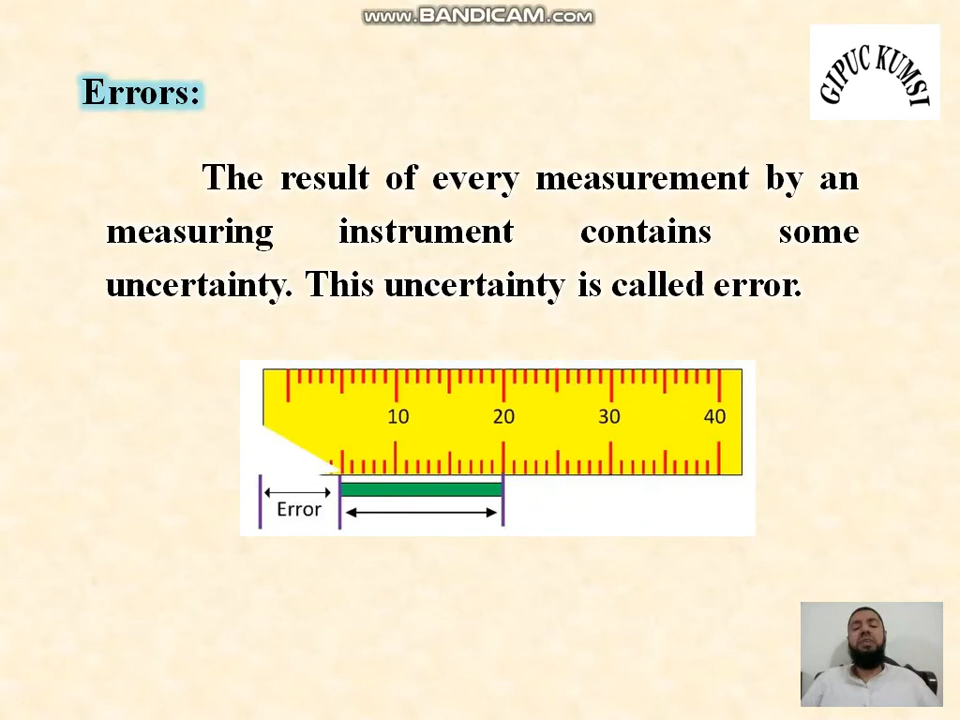 www.BANDICAM.com
GIPUC KUMSI
Errors:
The result of every measurement by an
measuring instrument contains some
uncertainty. This uncertainty is called error.
10 20 30 40
Error